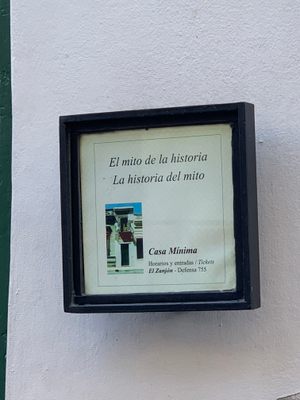 El mito de la historia
La historia del mito
Casa Mínima
Horarios y entradas / Tickets
El Zanjón - Defensa 755